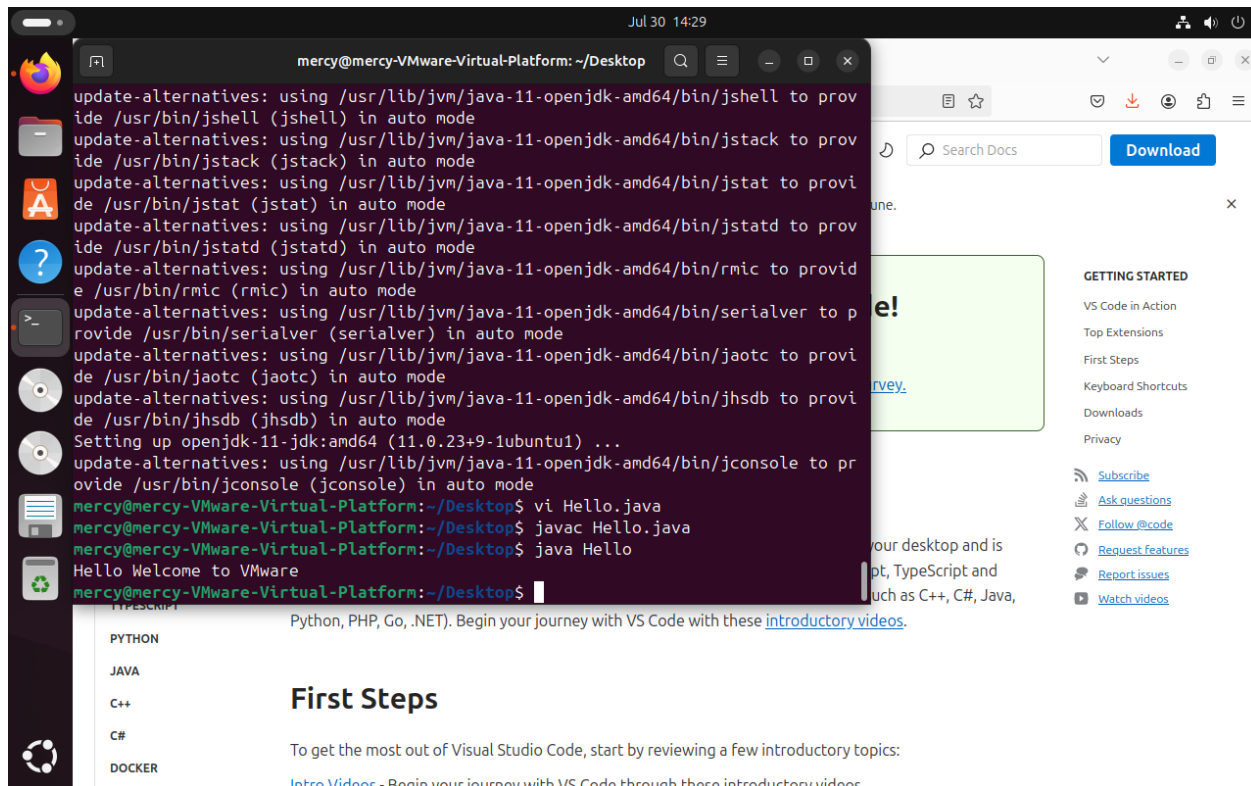 Jul 30 14:29
mercy@mercy-VMware-Virtual-Platform: ~/Desktop
update-alternatives: using /usr/lib/jvm/java-11-openjdk-amd64/bin/jshell to prov
ide /usr/bin/jshell (jshell) in auto mode
update-alternatives: using /usr/lib/jvm/java-11-openjdk-amd64/bin/jstack to prov
ide /usr/bin/jstack (jstack) in auto mode
update-alternatives: using /usr/lib/jvm/java-11-openjdk-amd64/bin/jstat to provi
de /usr/bin/jstat (jstat) in auto mode
update-alternatives: using /usr/lib/jvm/java-11-openjdk-amd64/bin/jstatd to prov
ide /usr/bin/jstatd (jstatd) in auto mode
update-alternatives: using /usr/lib/jvm/java-11-openjdk-amd64/bin/rmic to provid
e /usr/bin/rmic (rmic) in auto mode
update-alternatives: using /usr/lib/jvm/java-11-openjdk-amd64/bin/serialver to p
rovide /usr/bin/serialver (serialver) in auto mode
update-alternatives: using /usr/lib/jvm/java-11-openjdk-amd64/bin/jaotc to provi
de /usr/bin/jaotc (jaotc) in auto mode
update-alternatives: using /usr/lib/jvm/java-11-openjdk-amd64/bin/jhsdb to provi
de /usr/bin/jhsdb (jhsdb) in auto mode
Setting up openjdk-11-jdk:amd64 (11.0.23+9-1ubuntu1) ...
update-alternatives: using /usr/lib/jvm/java-11-openjdk-amd64/bin/jconsole to pr
ovide /usr/bin/jconsole (jconsole) in auto mode
mercy@mercy-VMware-Virtual-Platform:~/Desktop$ vi Hello.java
mercy@mercy-VMware-Virtual-Platform:~/Desktop$ javac Hello.java
mercy@mercy-VMware-Virtual-Platform:~/Desktop$ java Hello
Hello Welcome to VMware
mercy@mercy-VMware-Virtual-Platform:~/Desktop$
Search Docs
Download
une.
e!
rvey.
your desktop and is
pt, TypeScript and
uch as C++, C#, Java,
Python, PHP, Go, .NET). Begin your journey with VS Code with these introductory videos.
First Steps
To get the most out of Visual Studio Code, start by reviewing a few introductory topics:
Intro Videos - Begin your journey with VS Code through these introductory videos.
TYPESCRIPT
PYTHON
JAVA
C++
C#
DOCKER
GETTING STARTED
VS Code in Action
Top Extensions
First Steps
Keyboard Shortcuts
Downloads
Privacy
Subscribe
Ask questions
Follow @code
Request features
Report issues
Watch videos